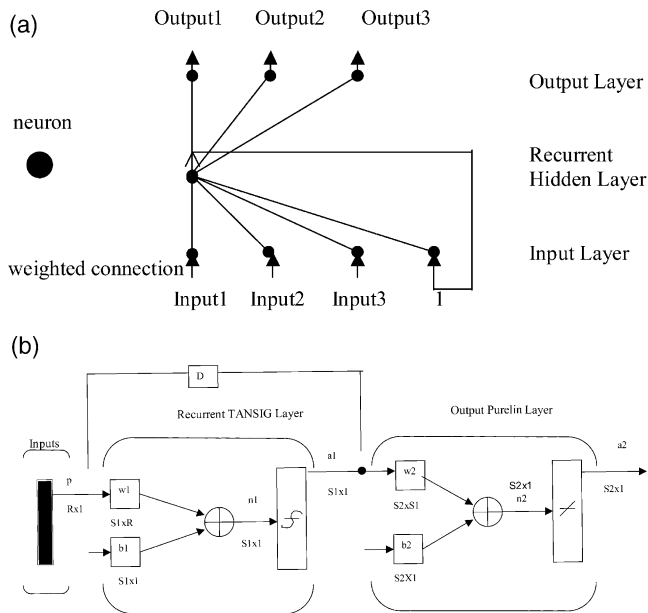 (a)
Output1 Output2 Output3
Output Layer
neuron
Recurrent
Hidden Layer
weighted connection
Input Layer
Input1 Input2 Input3 1
(b)
D
Recurrent TANSIG Layer
Output Purelin Layer
Inputs
p
Rx1
w1
S1xR
b1
S1x1
n1
S1x1
a1
S1x1
w2
S2xS1
b2
S2X1
S2x1
n2
a2
S2x1